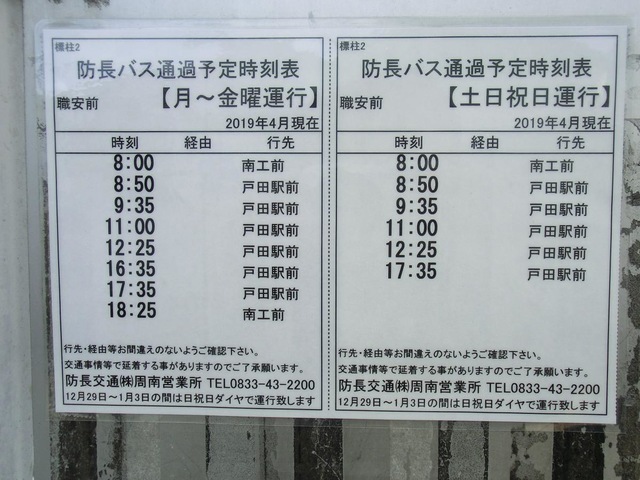 標柱2
防長バス通過予定時刻表
職安前 【月～金曜運行】
2019年4月現在
時刻 経由 行先
8:00 南工前
8:50 戸田駅前
9:35 戸田駅前
11:00 戸田駅前
12:25 戸田駅前
16:35 戸田駅前
17:35 戸田駅前
18:25 南工前
行先・経由等お間違えのないようご確認下さい。
交通事情等で延着する事がありますのでご了承願います。
防長交通㈱周南営業所 TEL0833-43-2200
12月29日～1月3日の間は日祝日ダイヤで運行致します
標柱2
防長バス通過予定時刻表
職安前 【土日祝日運行】
2019年4月現在
時刻 経由 行先
8:00 南工前
8:50 戸田駅前
9:35 戸田駅前
11:00 戸田駅前
12:25 戸田駅前
17:35 戸田駅前
行先・経由等お間違えのないようご確認下さい。
交通事情等で延着する事がありますのでご了承願います。
防長交通㈱周南営業所 TEL0833-43-2200
12月29日～1月3日の間は日祝日ダイヤで運行致します